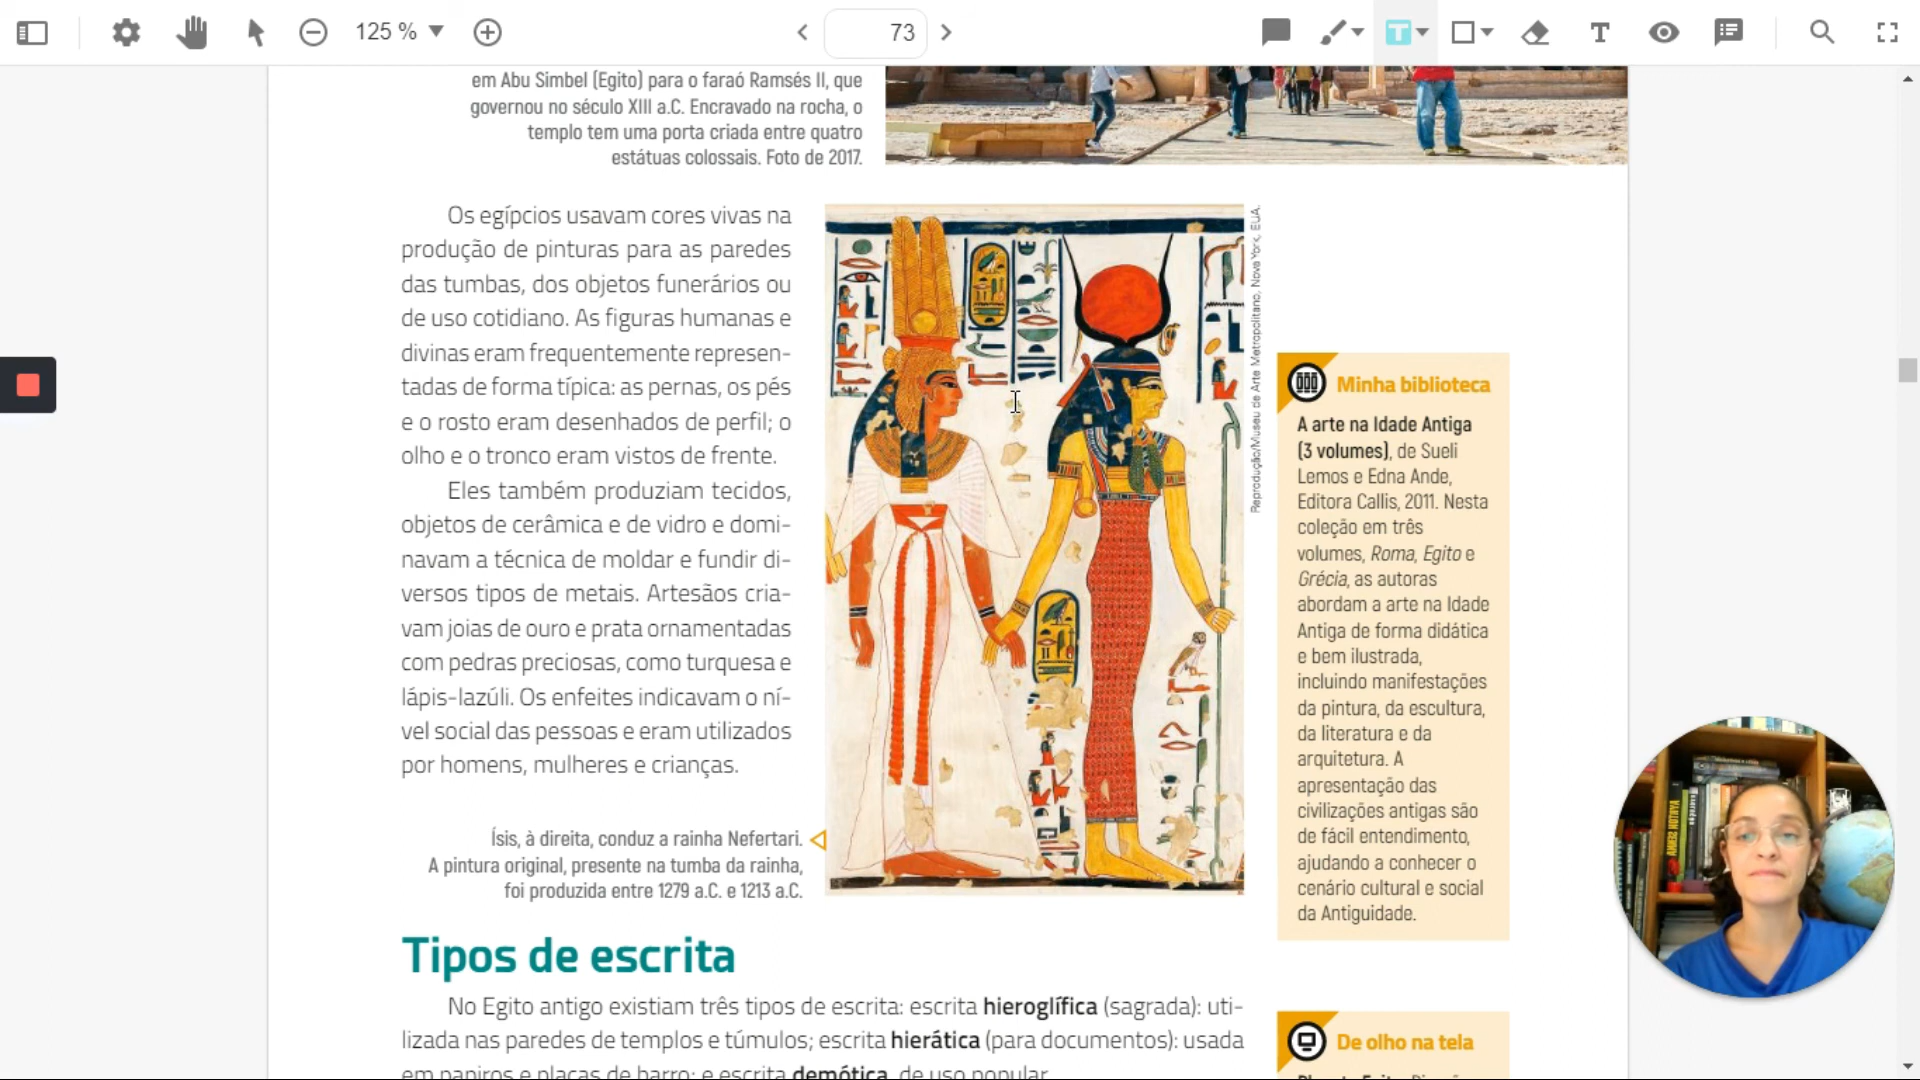 125 %
73
em Abu Simbel (Egito) para o faraó Ramsés II, que
governou no século XIII a.C. Encravado na rocha, o
templo tem uma porta criada entre quatro
estátuas colossais. Foto de 2017.
Os egípcios usavam cores vivas na
produção de pinturas para as paredes
das tumbas, dos objetos funerários ou
de uso cotidiano. As figuras humanas e
divinas eram frequentemente represen-
tadas de forma típica: as pernas, os pés
e o rosto eram desenhados de perfil; o
olho e o tronco eram vistos de frente.
Eles também produziam tecidos,
objetos de cerâmica e de vidro e domi-
navam a técnica de moldar e fundir di-
versos tipos de metais. Artesãos cria-
vam joias de ouro e prata ornamentadas
com pedras preciosas, como turquesa e
lápis-lazúli. Os enfeites indicavam o ní-
vel social das pessoas e eram utilizados
por homens, mulheres e crianças.
Ísis, à direita, conduz a rainha Nefertari.
A pintura original, presente na tumba da rainha,
foi produzida entre 1279 a.C. e 1213 a.C.
Reprodução/Museu de Arte Metropolitano, Nova York, EUA.
Minha biblioteca
A arte na Idade Antiga
(3 volumes), de Sueli
Lemos e Edna Ande,
Editora Callis, 2011. Nesta
coleção em três
volumes, Roma, Egito e
Grécia, as autoras
abordam a arte na Idade
Antiga de forma didática
e bem ilustrada,
incluindo manifestações
da pintura, da escultura,
da literatura e da
arquitetura. A
apresentação das
civilizações antigas são
de fácil entendimento,
ajudando a conhecer o
cenário cultural e social
da Antiguidade.
Tipos de escrita
No Egito antigo existiam três tipos de escrita: escrita hieroglífica (sagrada): uti-
lizada nas paredes de templos e túmulos; escrita hierática (para documentos): usada
em papiros e placas de barro; e escrita demótica, de uso popular.
De olho na tela